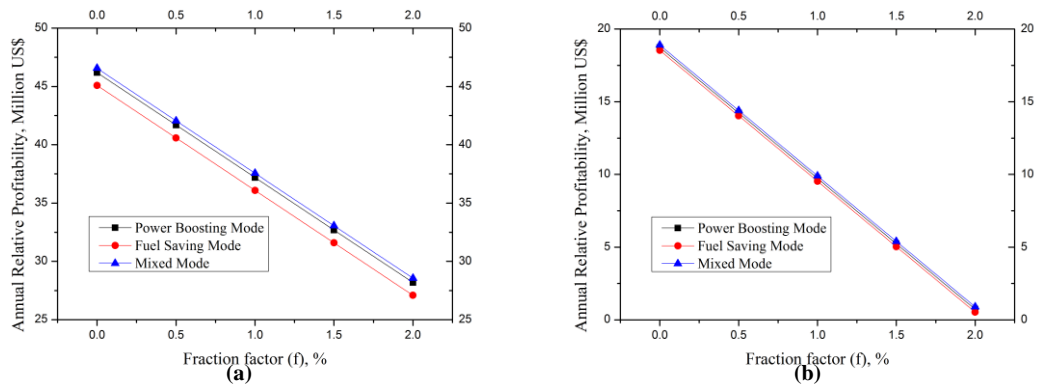 0.0 0.5 1.0 1.5 2.0
50 50
45 45
40 40
35 35
30 30
25 25
0.0 0.5 1.0 1.5 2.0
Annual Relative Profitability, Million US$
Power Boosting Mode
Fuel Saving Mode
Mixed Mode
Fraction factor (f), %
(a)
0.0 0.5 1.0 1.5 2.0
20 20
15 15
10 10
5 5
0 0
0.0 0.5 1.0 1.5 2.0
Annual Relative Profitability, Million US$
Power Boosting Mode
Fuel Saving Mode
Mixed Mode
Fraction factor (f), %
(b)